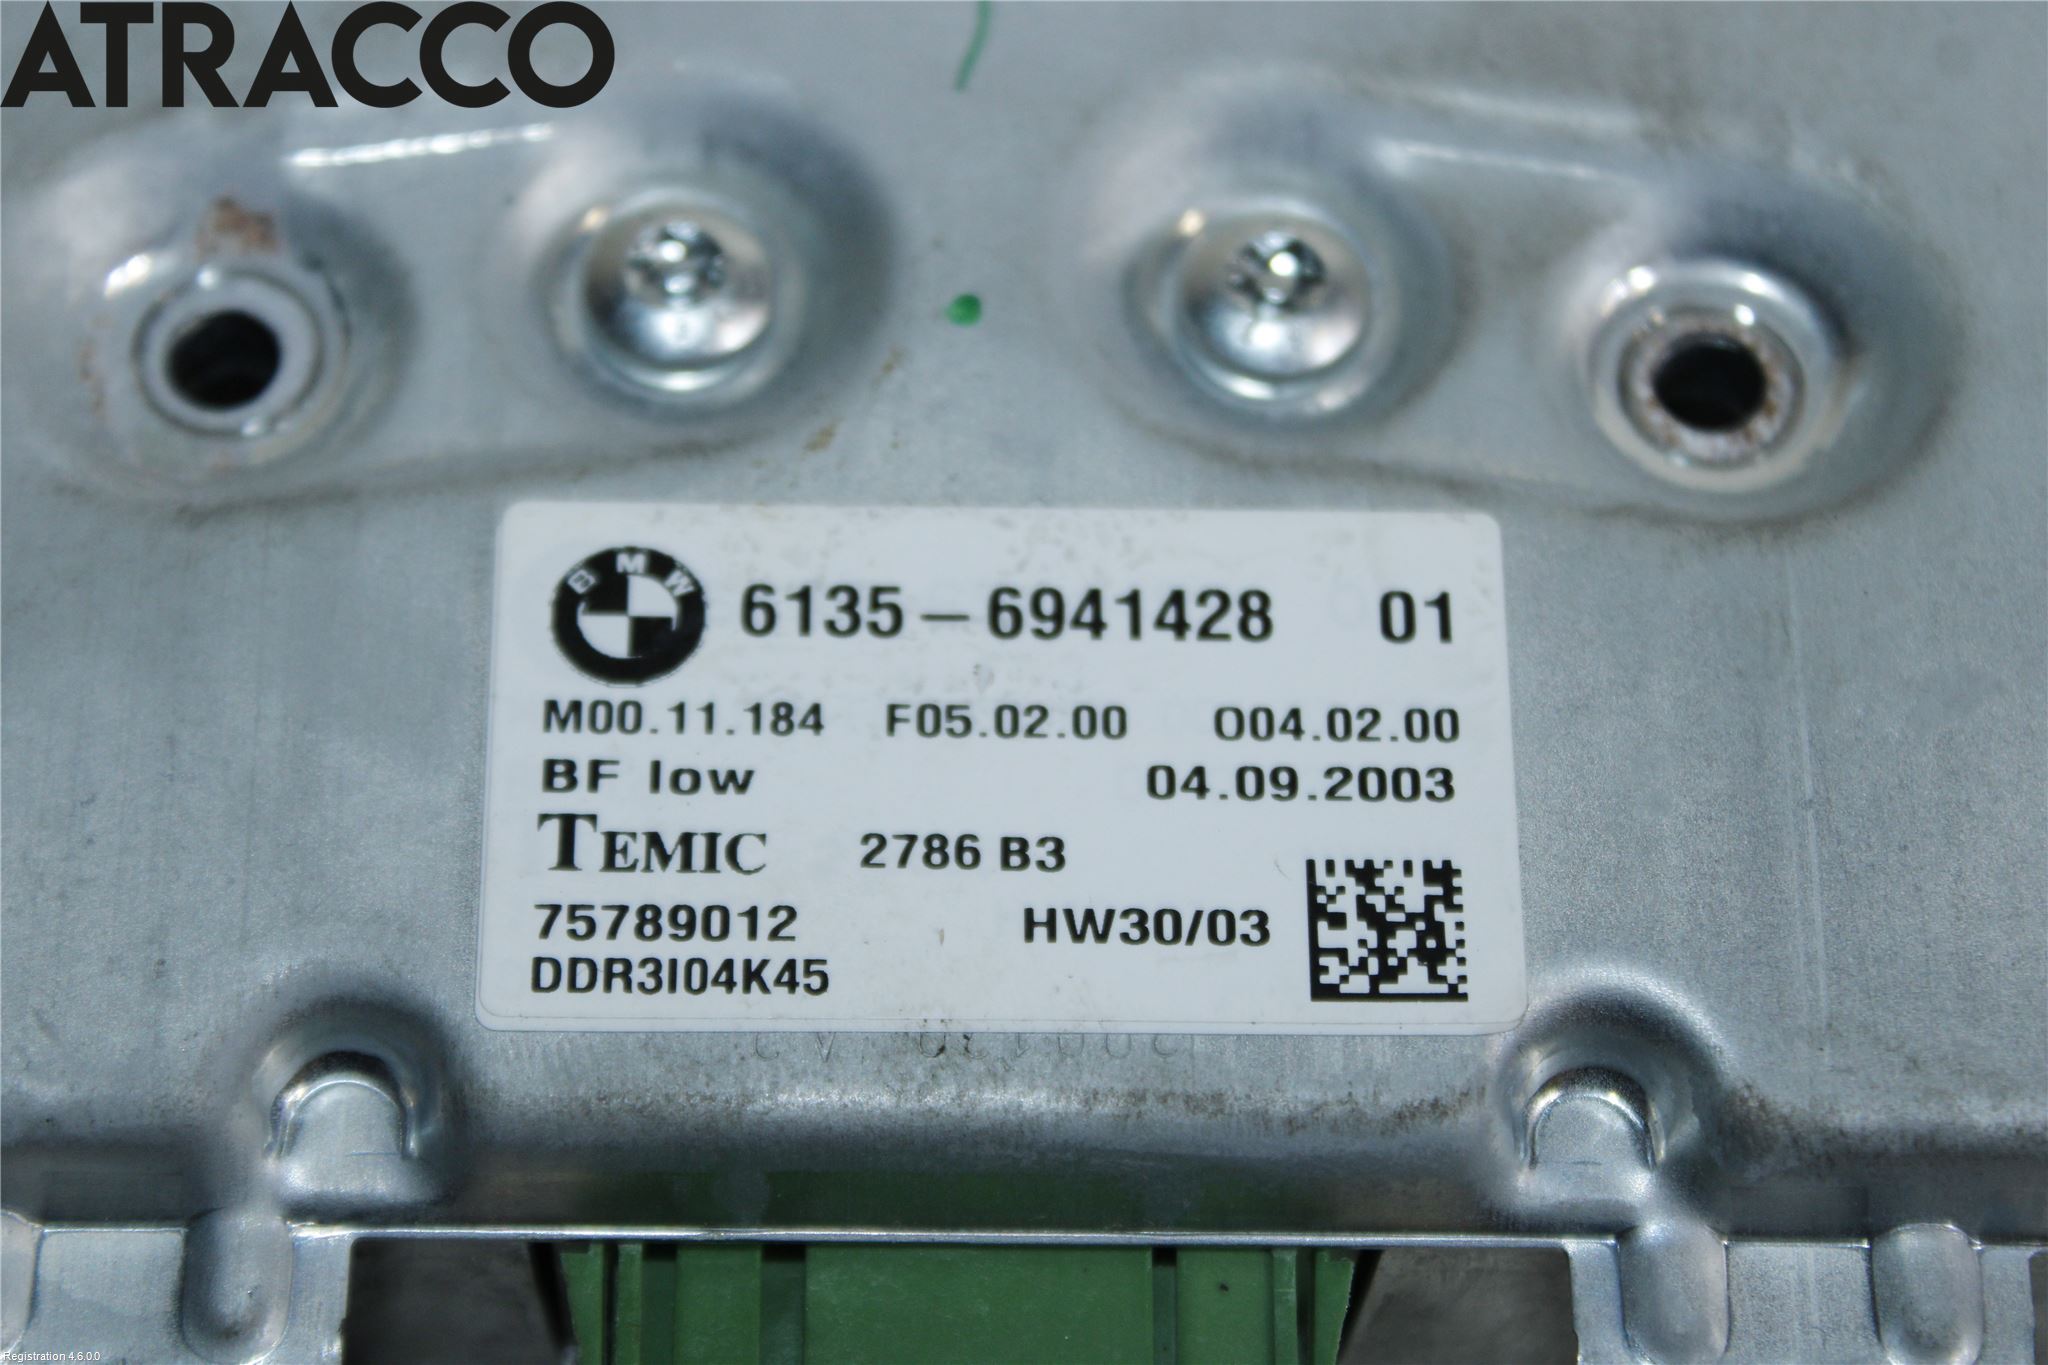 ATRACCO
BMW 6135-6941428 01
M00.11.184 F05.02.00 O04.02.00
BF low 04.09.2003
TEMIC 2786 B3
75789012 HW30/03
DDR3I04K45
Registration 4.6.0.0